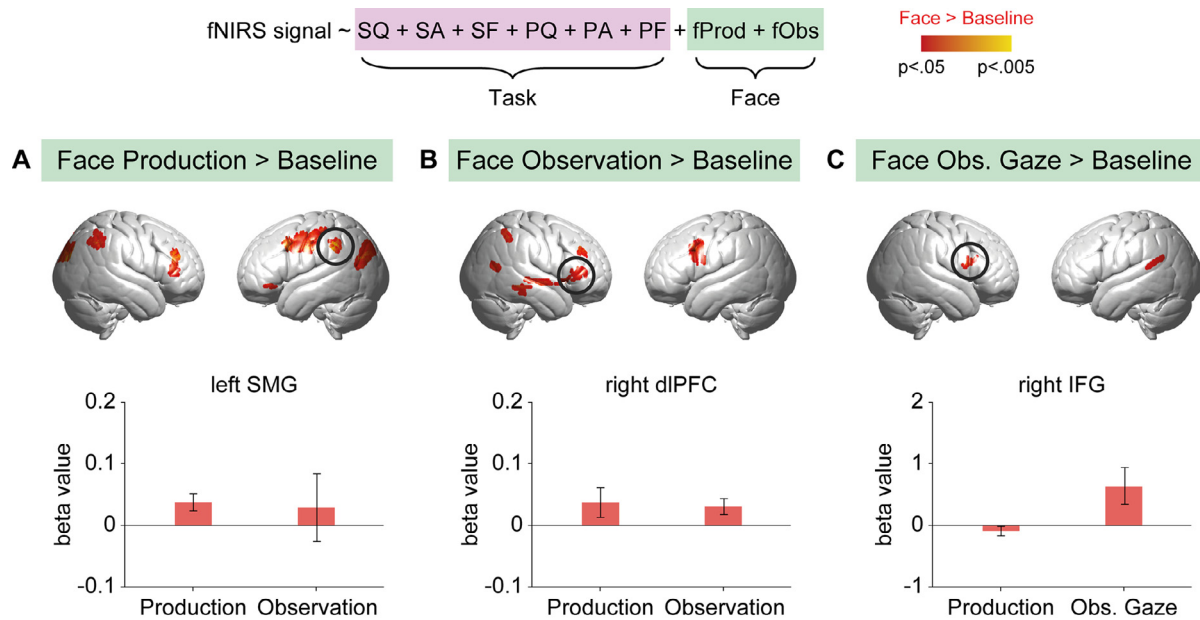 fNIRS signal ~ SQ + SA + SF + PQ + PA + PF + fProd + fObs
Task
Face
Face > Baseline
p<.05 p<.005
A Face Production > Baseline
B Face Observation > Baseline
C Face Obs. Gaze > Baseline
left SMG
0.2
0.1
0
-0.1
beta value
Production Observation
right dlPFC
0.2
0.1
0
-0.1
beta value
Production Observation
right IFG
2
1
0
-1
beta value
Production Obs. Gaze